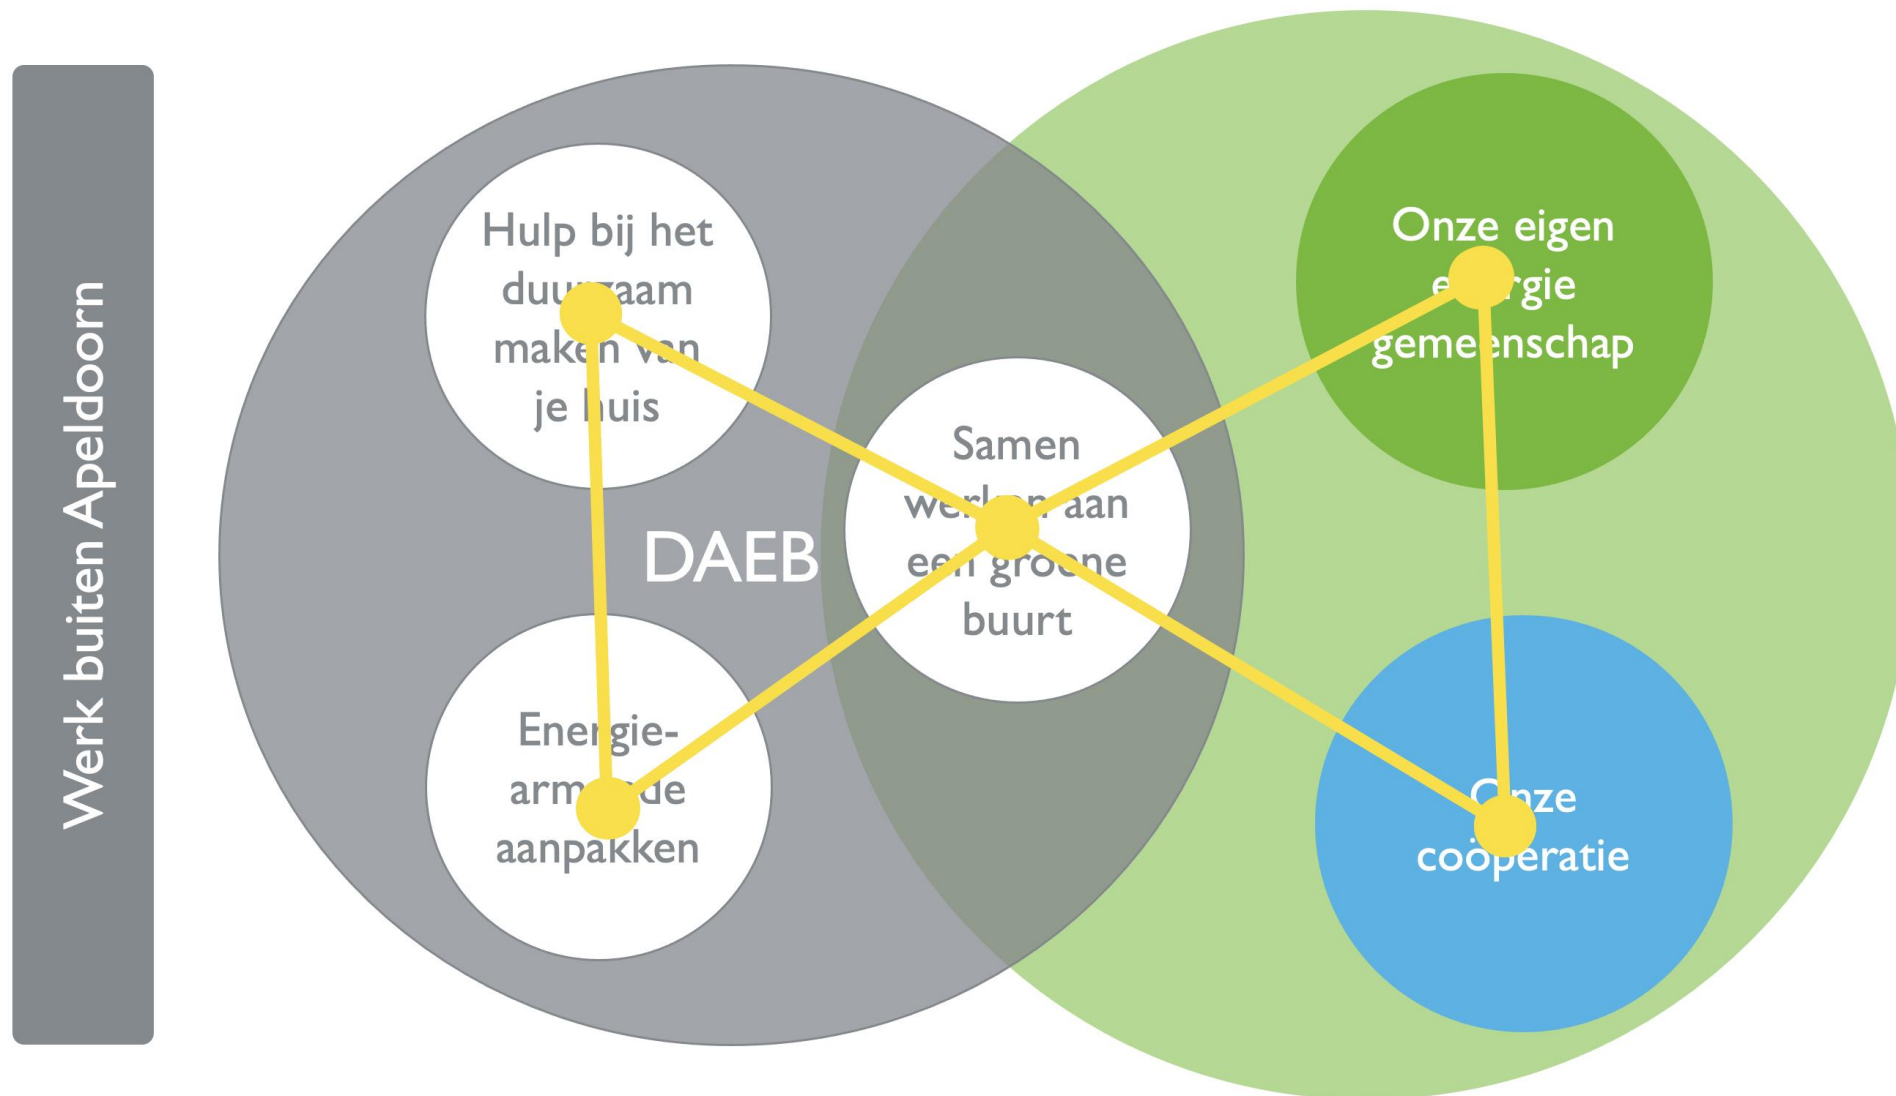 Werk buiten Apeldoorn
Hulp bij het
duurzaam
maken van
je huis
DAEB
Energie-
armoede
aanpakken
Samen
werken aan
een groene
buurt
Onze eigen
energie
gemeenschap
Onze
coöperatie